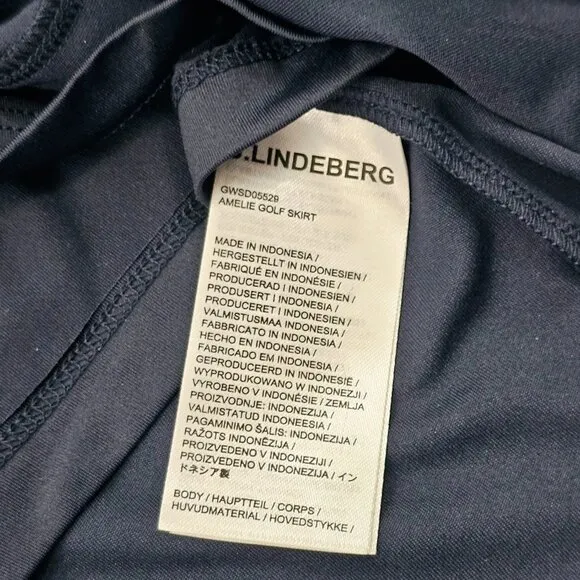 J.LINDEBERG
GWSD05529
AMELIE GOLF SKIRT
MADE IN INDONESIA /
HERGESTELLT IN INDONESIEN /
FABRIQUÉ EN INDONÉSIE /
PRODUCERAD I INDONESIEN /
PRODUSERT I INDONESIA /
PRODUCERET I INDONESIEN /
VALMISTUSMAA INDONESIA /
FABBRICATO IN INDONESIA /
HECHO EN INDONESIA /
FABRICADO EM INDONESIA /
GEPRODUCEERD IN INDONESIË /
WYPRODUKOWANO W INDONEZJI /
VYROBENO V INDONÉSIE / ZEMLJA
PROIZVODNJE: INDONEZIJA /
VALMISTATUD INDONEESIA /
PAGAMINIMO ŠALIS: INDONEZIJA /
RAŽOTS INDONĒZIJA /
PROIZVEDENO V INDONEZIJI /
PROIZVEDENO V INDONEZIJA / イン
ドネシア製
BODY / HAUPTTEIL / CORPS /
HUVUDMATERIAL / HOVEDSTYKKE /